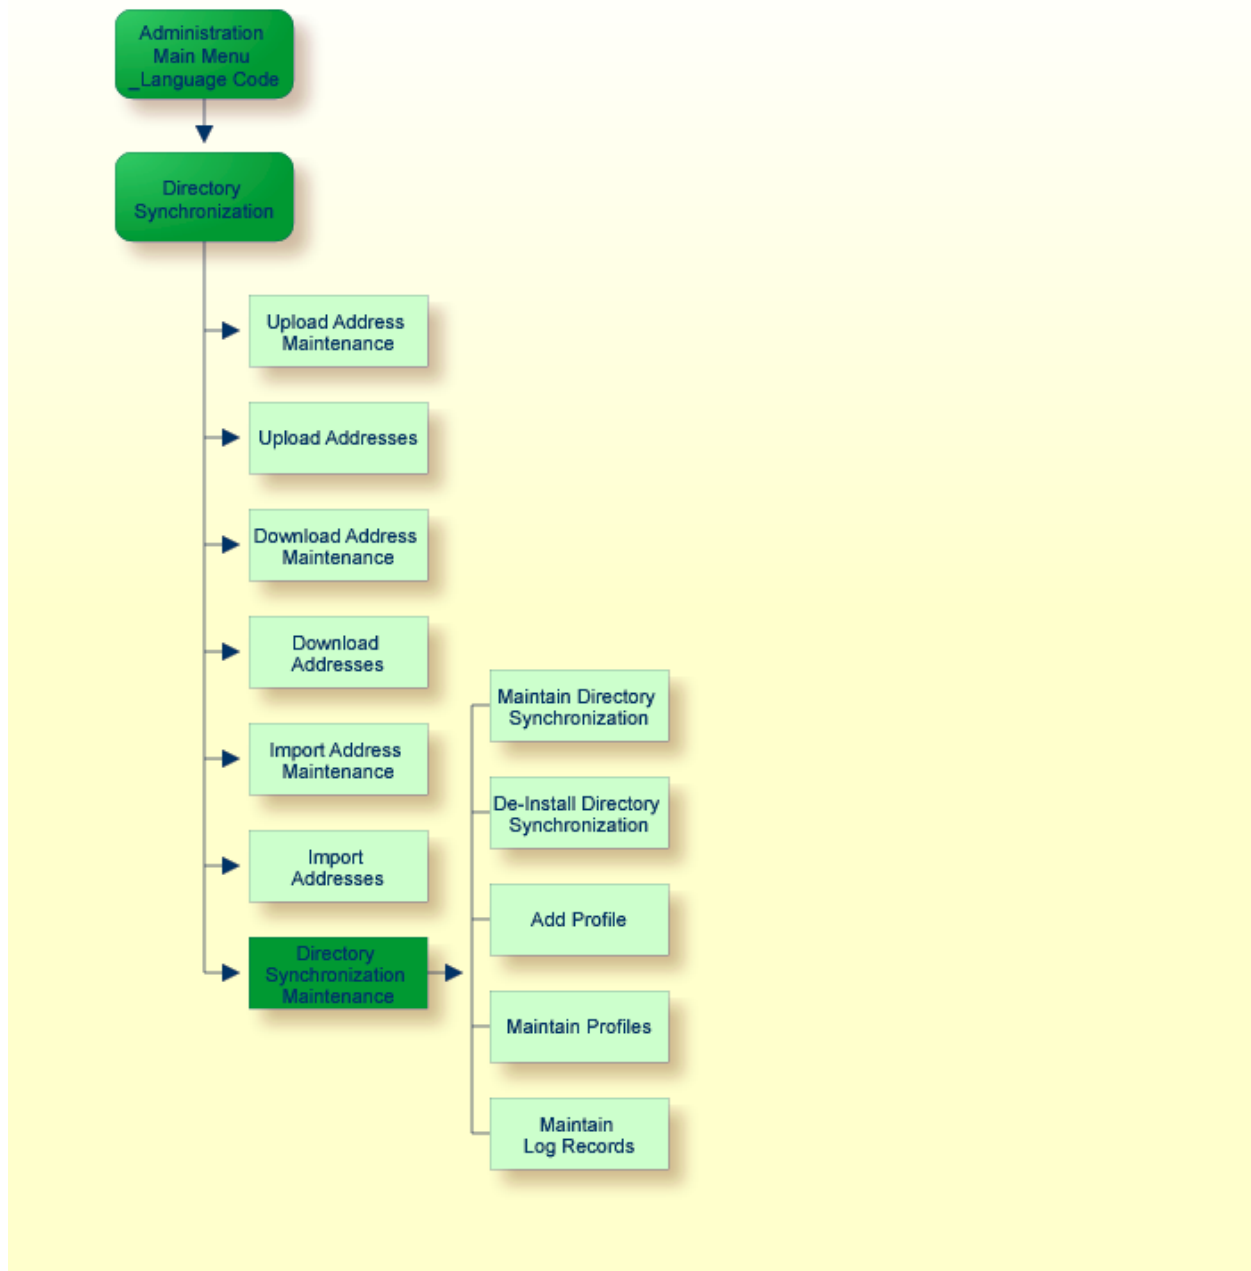 Administration
Main Menu
_Language Code
Directory
Synchronization
Upload Address
Maintenance
Upload Addresses
Download Address
Maintenance
Download
Addresses
Import Address
Maintenance
Import
Addresses
Directory
Synchronization
Maintenance
Maintain Directory
Synchronization
De-Install Directory
Synchronization
Add Profile
Maintain Profiles
Maintain
Log Records